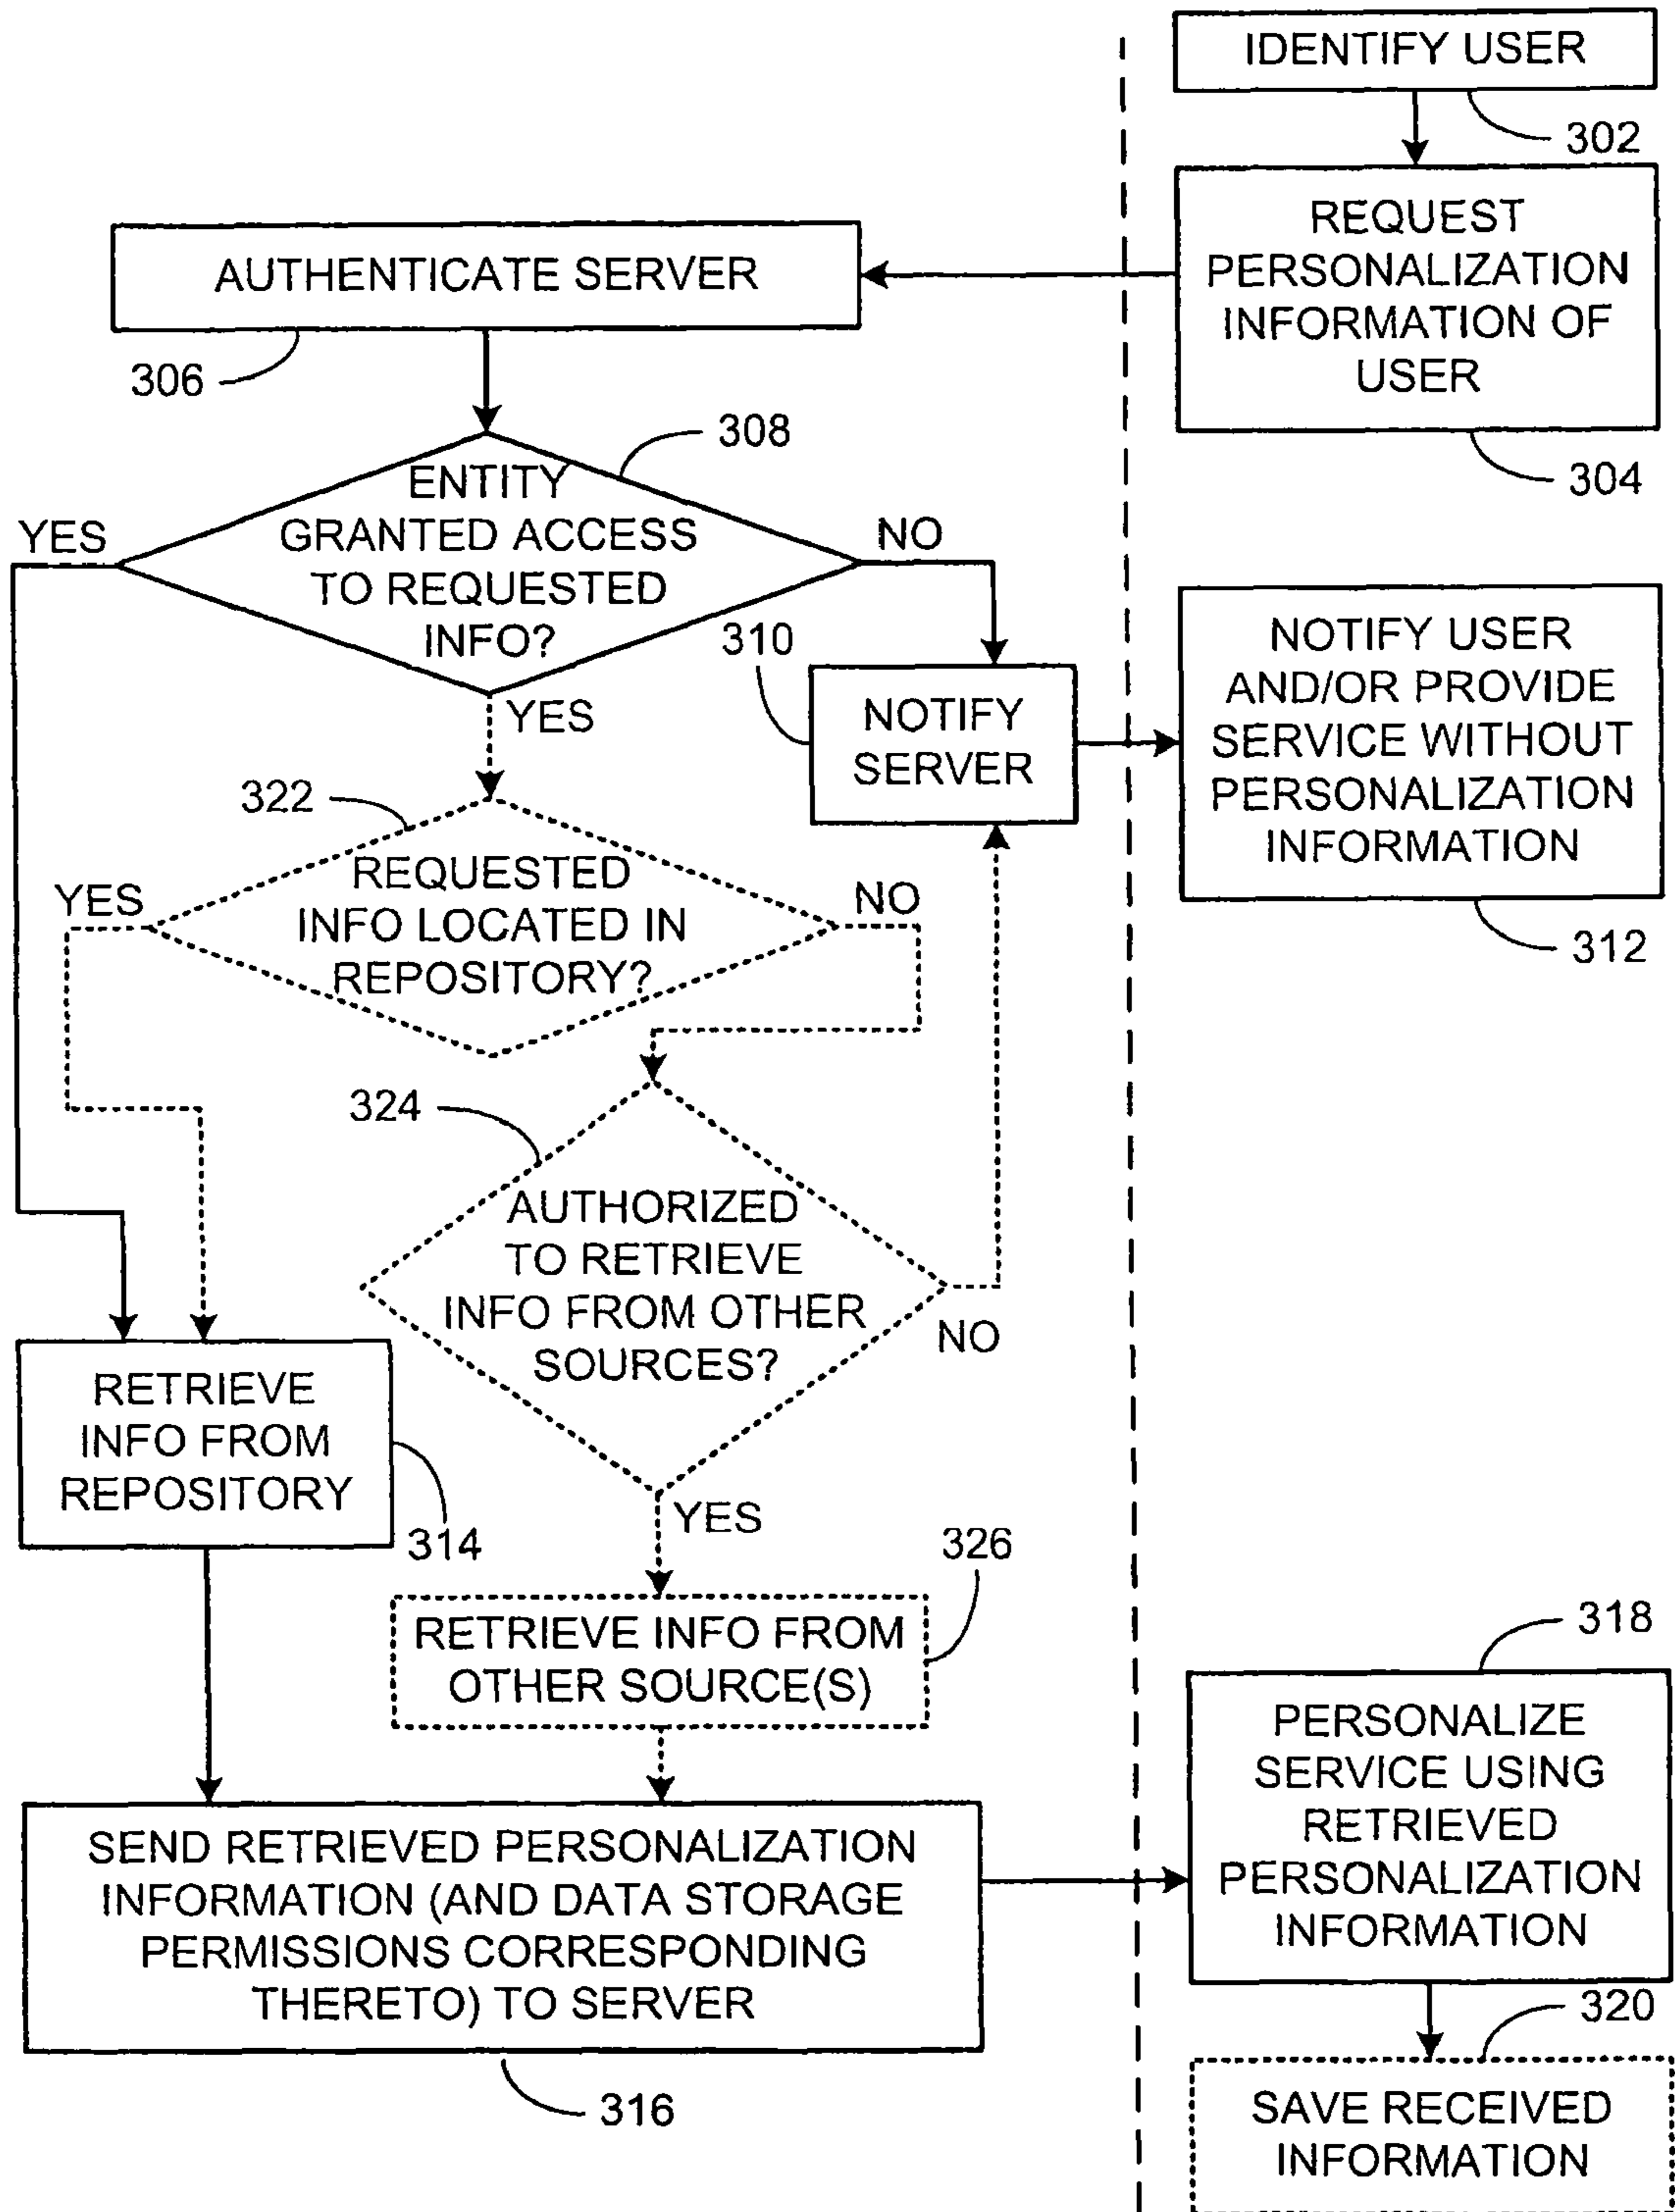 IDENTIFY USER
302
REQUEST
PERSONALIZATION
INFORMATION OF
USER
304
AUTHENTICATE SERVER
306
308
ENTITY
GRANTED ACCESS
TO REQUESTED
INFO?
YES
NO
YES
310
NOTIFY
SERVER
NOTIFY USER
AND/OR PROVIDE
SERVICE WITHOUT
PERSONALIZATION
INFORMATION
312
322
REQUESTED
INFO LOCATED IN
REPOSITORY?
YES
NO
324
AUTHORIZED
TO RETRIEVE
INFO FROM OTHER
SOURCES?
NO
YES
RETRIEVE
INFO FROM
REPOSITORY
314
326
RETRIEVE INFO FROM
OTHER SOURCE(S)
SEND RETRIEVED PERSONALIZATION
INFORMATION (AND DATA STORAGE
PERMISSIONS CORRESPONDING
THERETO) TO SERVER
316
318
PERSONALIZE
SERVICE USING
RETRIEVED
PERSONALIZATION
INFORMATION
320
SAVE RECEIVED
INFORMATION